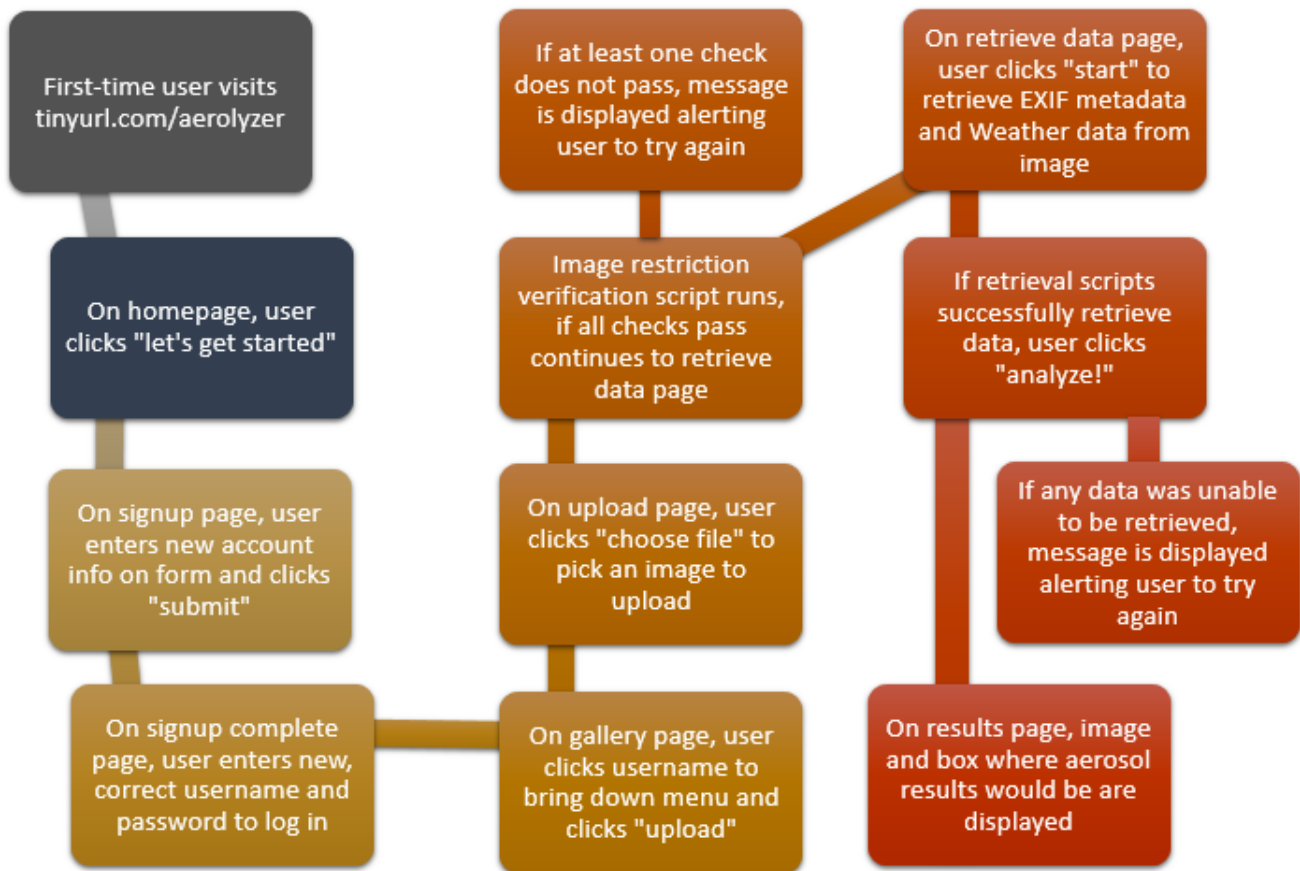 First-time user visits
tinyurl.com/aerolyzer
On homepage, user
clicks "let's get started"
On signup page, user
enters new account
info on form and clicks
"submit"
On signup complete
page, user enters new,
correct username and
password to log in
On gallery page, user
clicks username to
bring down menu and
clicks "upload"
On upload page, user
clicks "choose file" to
pick an image to
upload
Image restriction
verification script runs,
if all checks pass
continues to retrieve
data page
If at least one check
does not pass, message
is displayed alerting
user to try again
On retrieve data page,
user clicks "start" to
retrieve EXIF metadata
and Weather data from
image
If retrieval scripts
successfully retrieve
data, user clicks
"analyze!"
If any data was unable
to be retrieved,
message is displayed
alerting user to try
again
On results page, image
and box where aerosol
results would be are
displayed